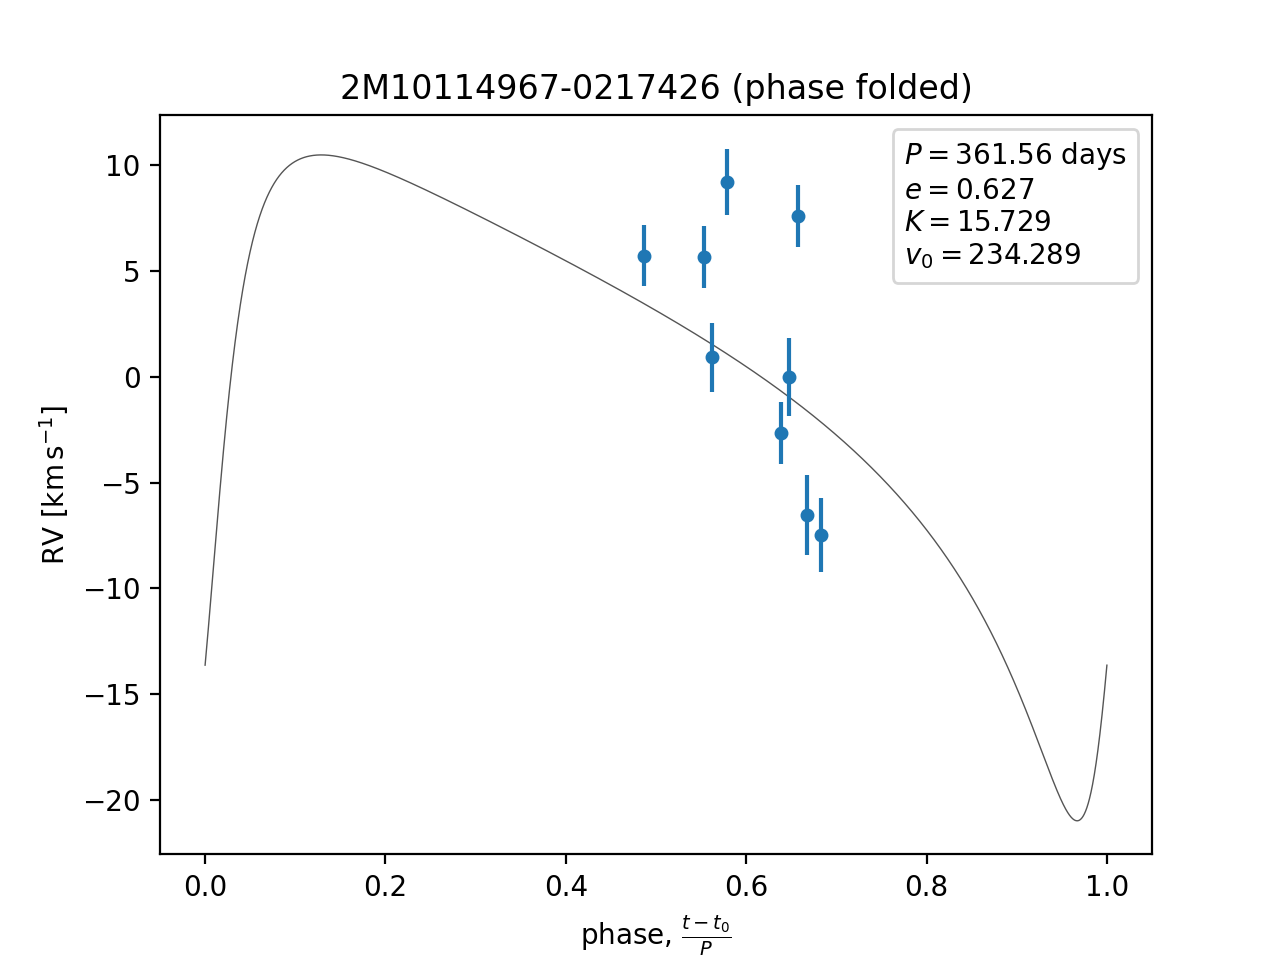 2M10114967-0217426 (phase folded)
P = 361.56 days
e = 0.627
K = 15.729
v₀ = 234.289
10
5
0
−5
−10
−15
−20
RV [km s⁻¹]
0.0 0.2 0.4 0.6 0.8 1.0
phase, (t − t₀)/P